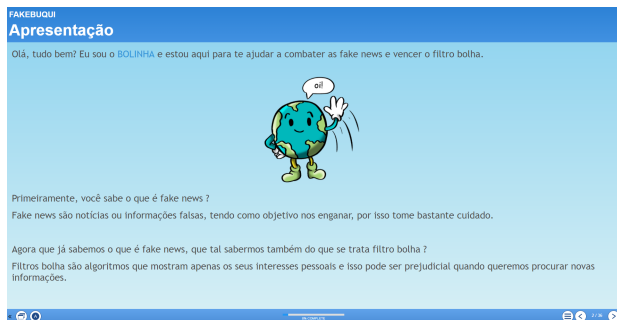 FAKEBUQUI
Apresentação
Olá, tudo bem? Eu sou o BOLINHA e estou aqui para te ajudar a combater as fake news e vencer o filtro bolha.
oi!
Primeiramente, você sabe o que é fake news ?
Fake news são notícias ou informações falsas, tendo como objetivo nos enganar, por isso tome bastante cuidado.
Agora que já sabemos o que é fake news, que tal sabermos também do que se trata filtro bolha ?
Filtros bolha são algoritmos que mostram apenas os seus interesses pessoais e isso pode ser prejudicial quando queremos procurar novas
informações.